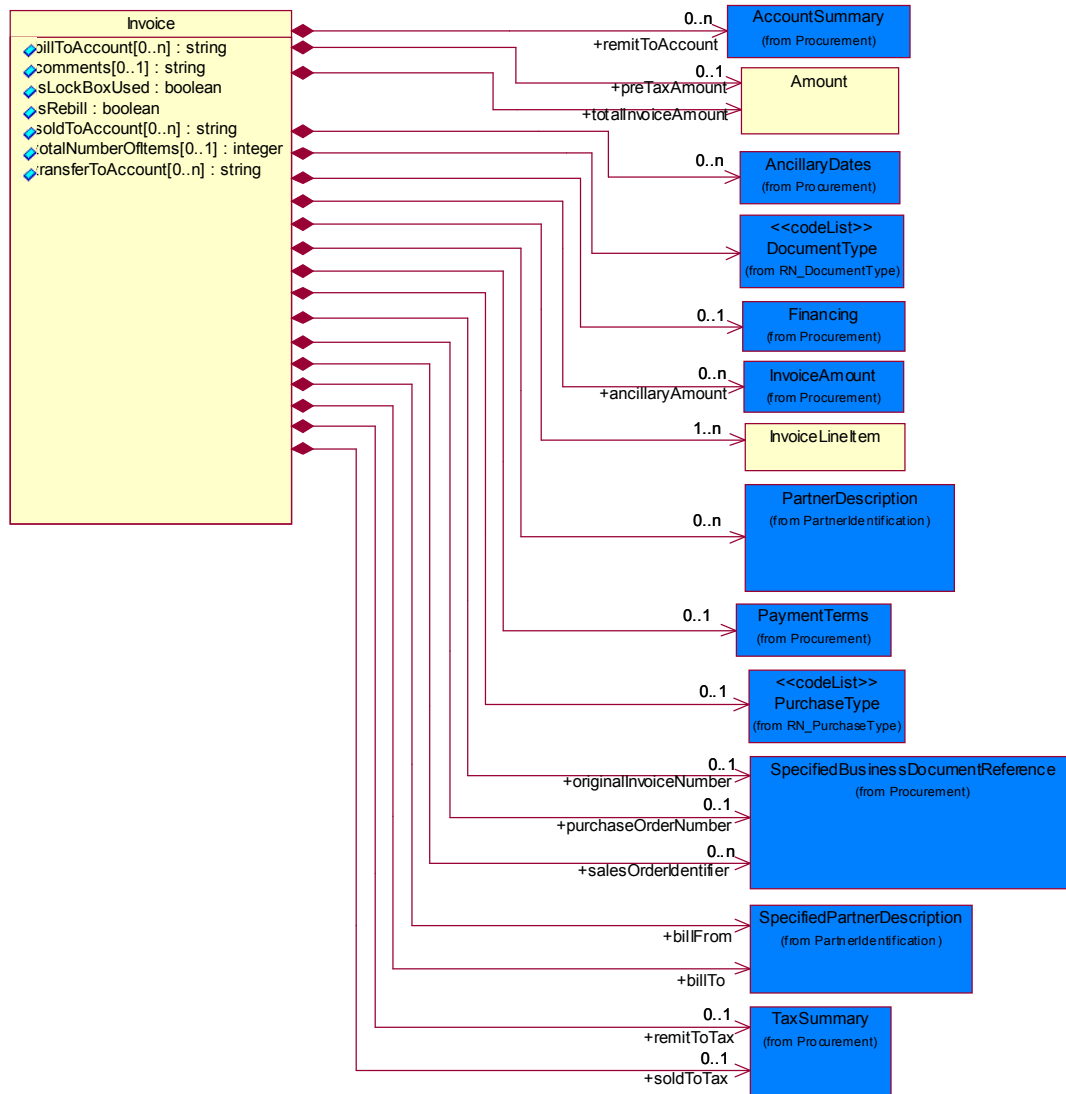 Invoice
billToAccount[0..n] : string
comments[0..1] : string
sLockBoxUsed : boolean
sRebill : boolean
soldToAccount[0..n] : string
totalNumberOfItems[0..1] : integer
transferToAccount[0..n] : string
0..n
+remitToAccount
AccountSummary
(from Procurement)
0..1
+preTaxAmount
+totalInvoiceAmount
Amount
0..n
AncillaryDates
(from Procurement)
<<codeList>>
DocumentType
(from RN_DocumentType)
0..1
Financing
(from Procurement)
0..n
+ancillaryAmount
InvoiceAmount
(from Procurement)
1..n
InvoiceLineItem
0..n
PartnerDescription
(from PartnerIdentification)
0..1
PaymentTerms
(from Procurement)
0..1
<<codeList>>
PurchaseType
(from RN_PurchaseType)
0..1
+originalInvoiceNumber
0..1
+purchaseOrderNumber
0..n
+salesOrderIdentifier
SpecifiedBusinessDocumentReference
(from Procurement)
+billFrom
+billTo
SpecifiedPartnerDescription
(from PartnerIdentification)
0..1
+remitToTax
0..1
+soldToTax
TaxSummary
(from Procurement)